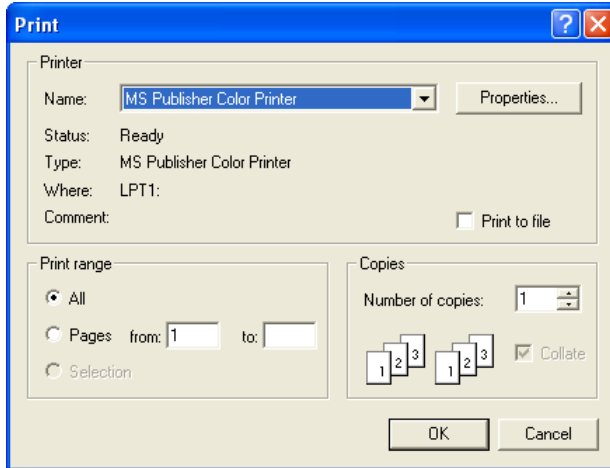 Print
Printer
Name: MS Publisher Color Printer Properties...
Status: Ready
Type: MS Publisher Color Printer
Where: LPT1:
Comment: Print to file
Print range
All
Pages from: 1 to:
Selection
Copies
Number of copies: 1
1 2 3 1 2 3 Collate
OK Cancel